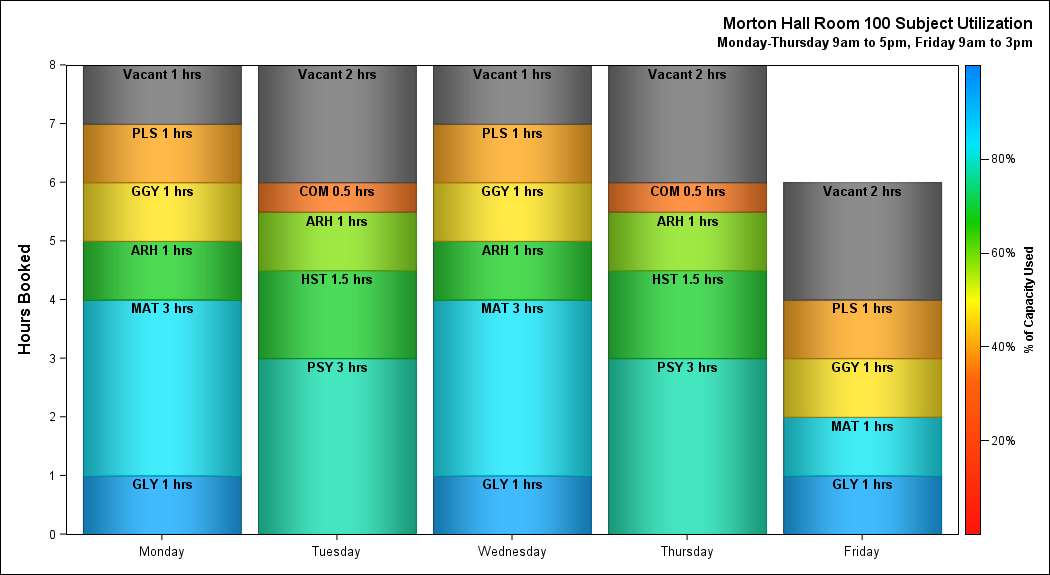 Morton Hall Room 100 Subject Utilization
Monday-Thursday 9am to 5pm, Friday 9am to 3pm
Hours Booked
8
7
6
5
4
3
2
1
0
Vacant 1 hrs
PLS 1 hrs
GGY 1 hrs
ARH 1 hrs
MAT 3 hrs
GLY 1 hrs
Monday
Vacant 2 hrs
COM 0.5 hrs
ARH 1 hrs
HST 1.5 hrs
PSY 3 hrs
Tuesday
Vacant 1 hrs
PLS 1 hrs
GGY 1 hrs
ARH 1 hrs
MAT 3 hrs
GLY 1 hrs
Wednesday
Vacant 2 hrs
COM 0.5 hrs
ARH 1 hrs
HST 1.5 hrs
PSY 3 hrs
Thursday
Vacant 2 hrs
PLS 1 hrs
GGY 1 hrs
MAT 1 hrs
GLY 1 hrs
Friday
80%
60%
40%
20%
% of Capacity Used